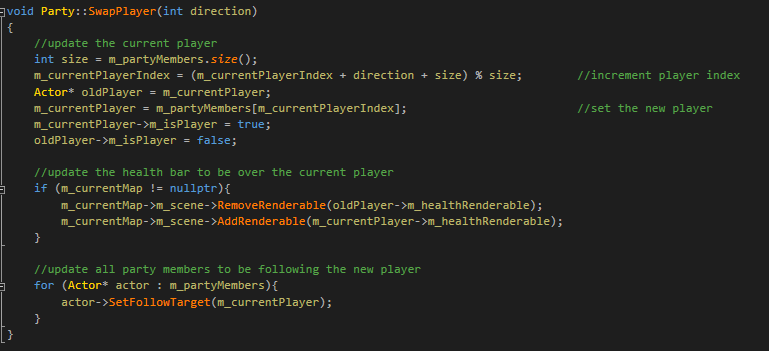 void Party::SwapPlayer(int direction)
{
    //update the current player
    int size = m_partyMembers.size();
    m_currentPlayerIndex = (m_currentPlayerIndex + direction + size) % size;        //increment player index
    Actor* oldPlayer = m_currentPlayer;
    m_currentPlayer = m_partyMembers[m_currentPlayerIndex];                         //set the new player
    m_currentPlayer->m_isPlayer = true;
    oldPlayer->m_isPlayer = false;

    //update the health bar to be over the current player
    if (m_currentMap != nullptr){
        m_currentMap->m_scene->RemoveRenderable(oldPlayer->m_healthRenderable);
        m_currentMap->m_scene->AddRenderable(m_currentPlayer->m_healthRenderable);
    }

    //update all party members to be following the new player
    for (Actor* actor : m_partyMembers){
        actor->SetFollowTarget(m_currentPlayer);
    }
}